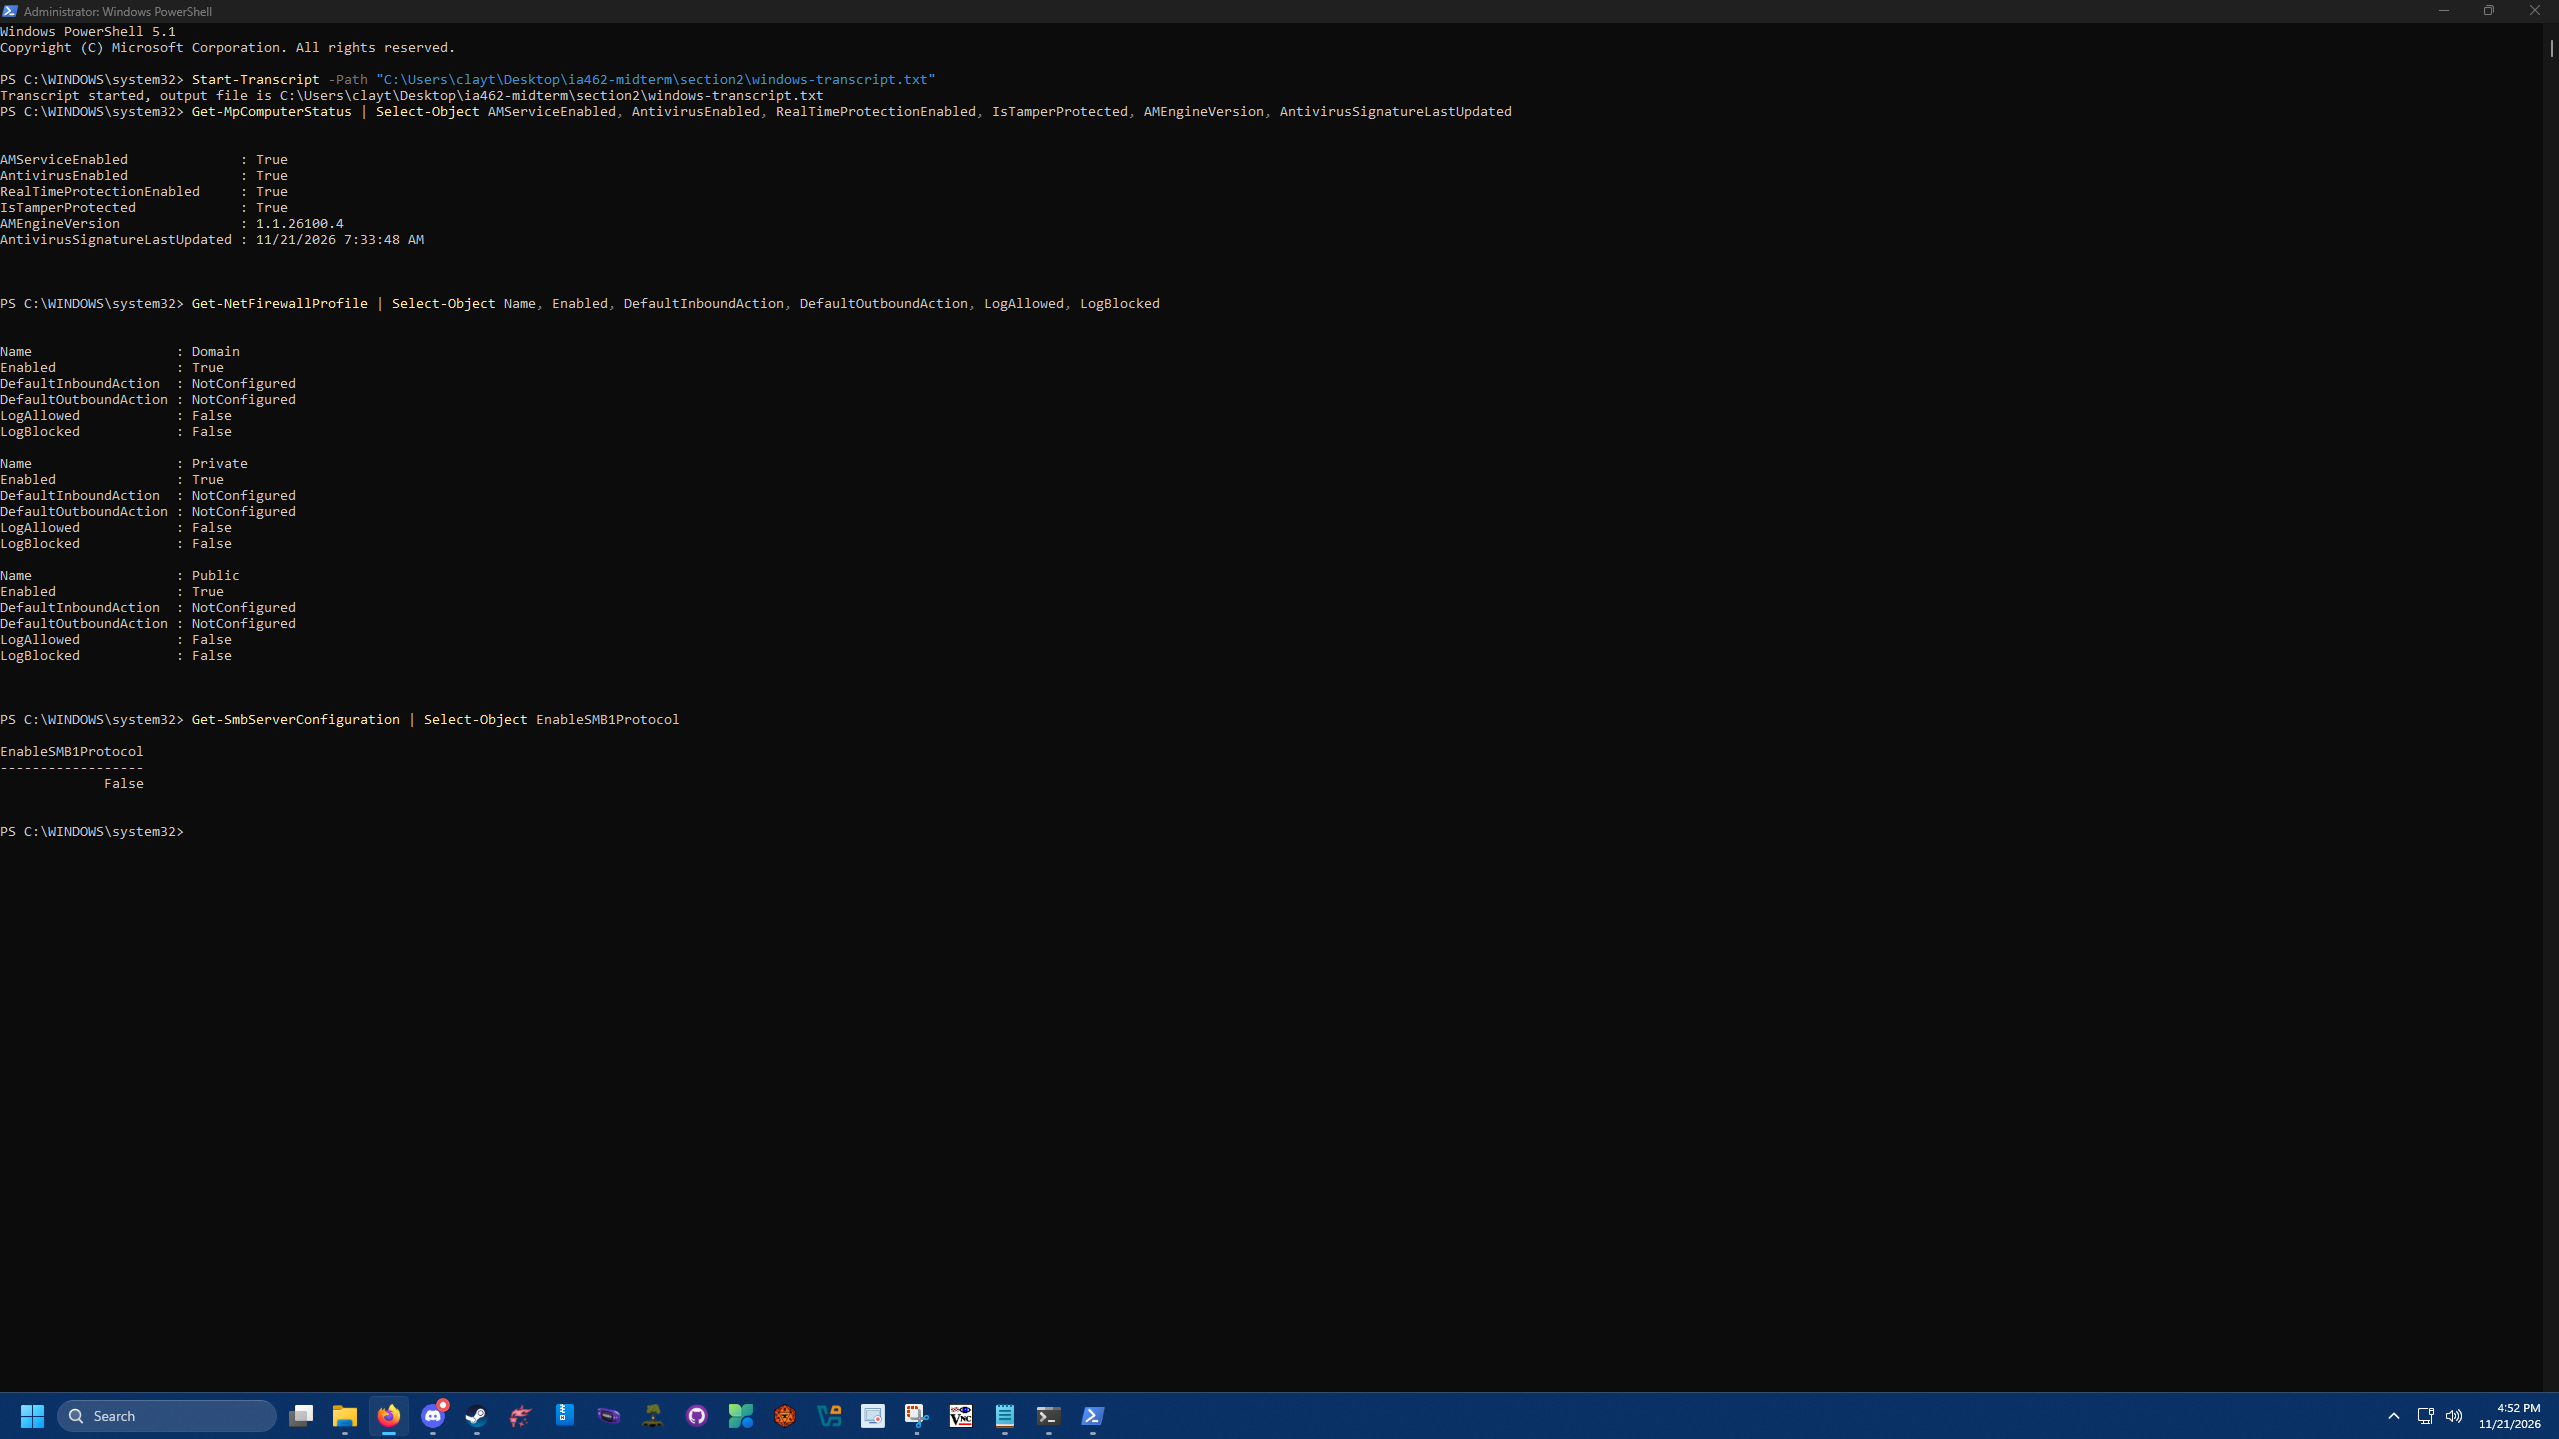 Administrator: Windows PowerShell
Windows PowerShell 5.1
Copyright (C) Microsoft Corporation. All rights reserved.
PS C:\WINDOWS\system32> Start-Transcript -Path "C:\Users\clayt\Desktop\ia462-midterm\section2\windows-transcript.txt"
Transcript started, output file is C:\Users\clayt\Desktop\ia462-midterm\section2\windows-transcript.txt
PS C:\WINDOWS\system32> Get-MpComputerStatus | Select-Object AMServiceEnabled, AntivirusEnabled, RealTimeProtectionEnabled, IsTamperProtected, AMEngineVersion, AntivirusSignatureLastUpdated
AMServiceEnabled : True
AntivirusEnabled : True
RealTimeProtectionEnabled : True
IsTamperProtected : True
AMEngineVersion : 1.1.26100.4
AntivirusSignatureLastUpdated : 11/21/2026 7:33:48 AM
PS C:\WINDOWS\system32> Get-NetFirewallProfile | Select-Object Name, Enabled, DefaultInboundAction, DefaultOutboundAction, LogAllowed, LogBlocked
Name : Domain
Enabled : True
DefaultInboundAction : NotConfigured
DefaultOutboundAction : NotConfigured
LogAllowed : False
LogBlocked : False
Name : Private
Enabled : True
DefaultInboundAction : NotConfigured
DefaultOutboundAction : NotConfigured
LogAllowed : False
LogBlocked : False
Name : Public
Enabled : True
DefaultInboundAction : NotConfigured
DefaultOutboundAction : NotConfigured
LogAllowed : False
LogBlocked : False
PS C:\WINDOWS\system32> Get-SmbServerConfiguration | Select-Object EnableSMB1Protocol
EnableSMB1Protocol
------------------
False
PS C:\WINDOWS\system32>
Search
VNC
4:52 PM
11/21/2026